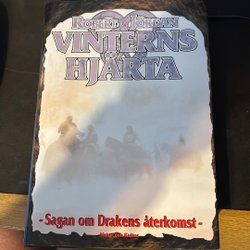 ROBERT JORDAN
VINTERNS
HJÄRTA
- Sagan om Drakens återkomst -